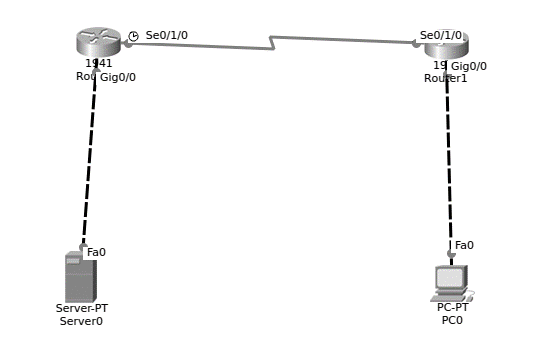 Se0/1/0
Se0/1/0
1941
Rou
Gig0/0
19
Gig0/0
Router1
Fa0
Fa0
Server-PT
Server0
PC-PT
PC0